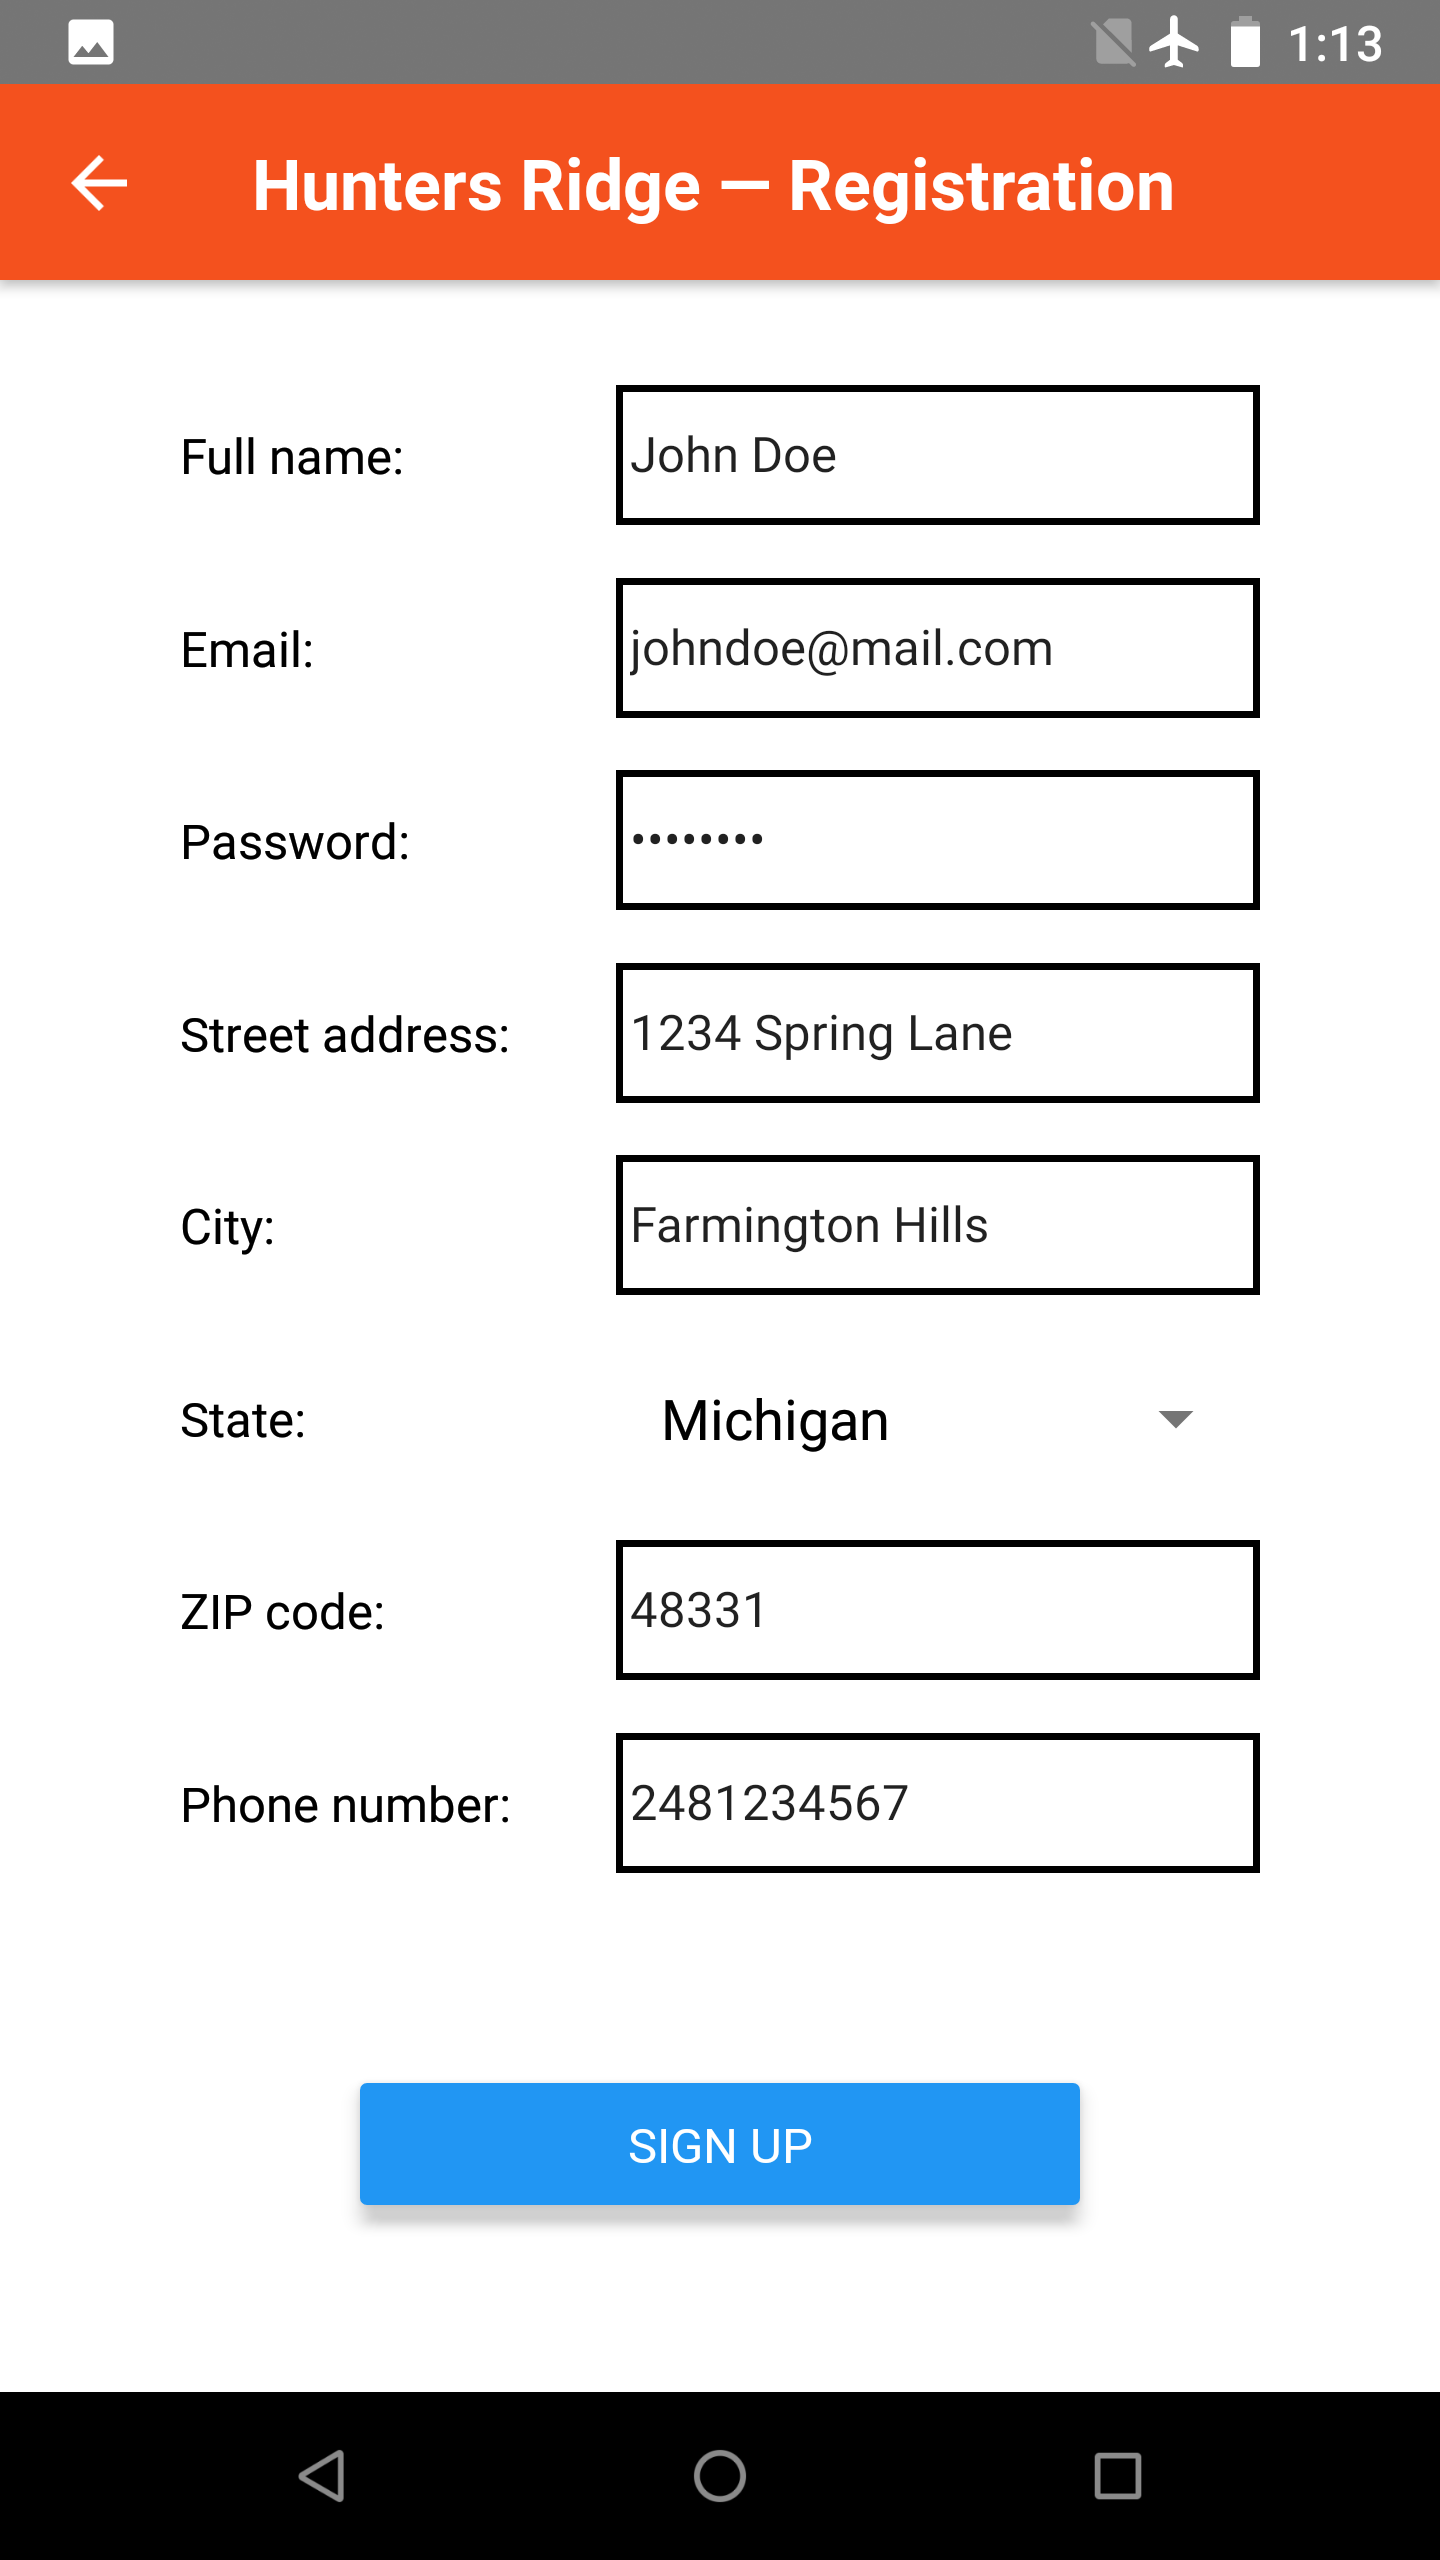 1:13
Hunters Ridge — Registration
Full name: John Doe
Email: johndoe@mail.com
Password: ••••••••
Street address: 1234 Spring Lane
City: Farmington Hills
State: Michigan
ZIP code: 48331
Phone number: 2481234567
SIGN UP